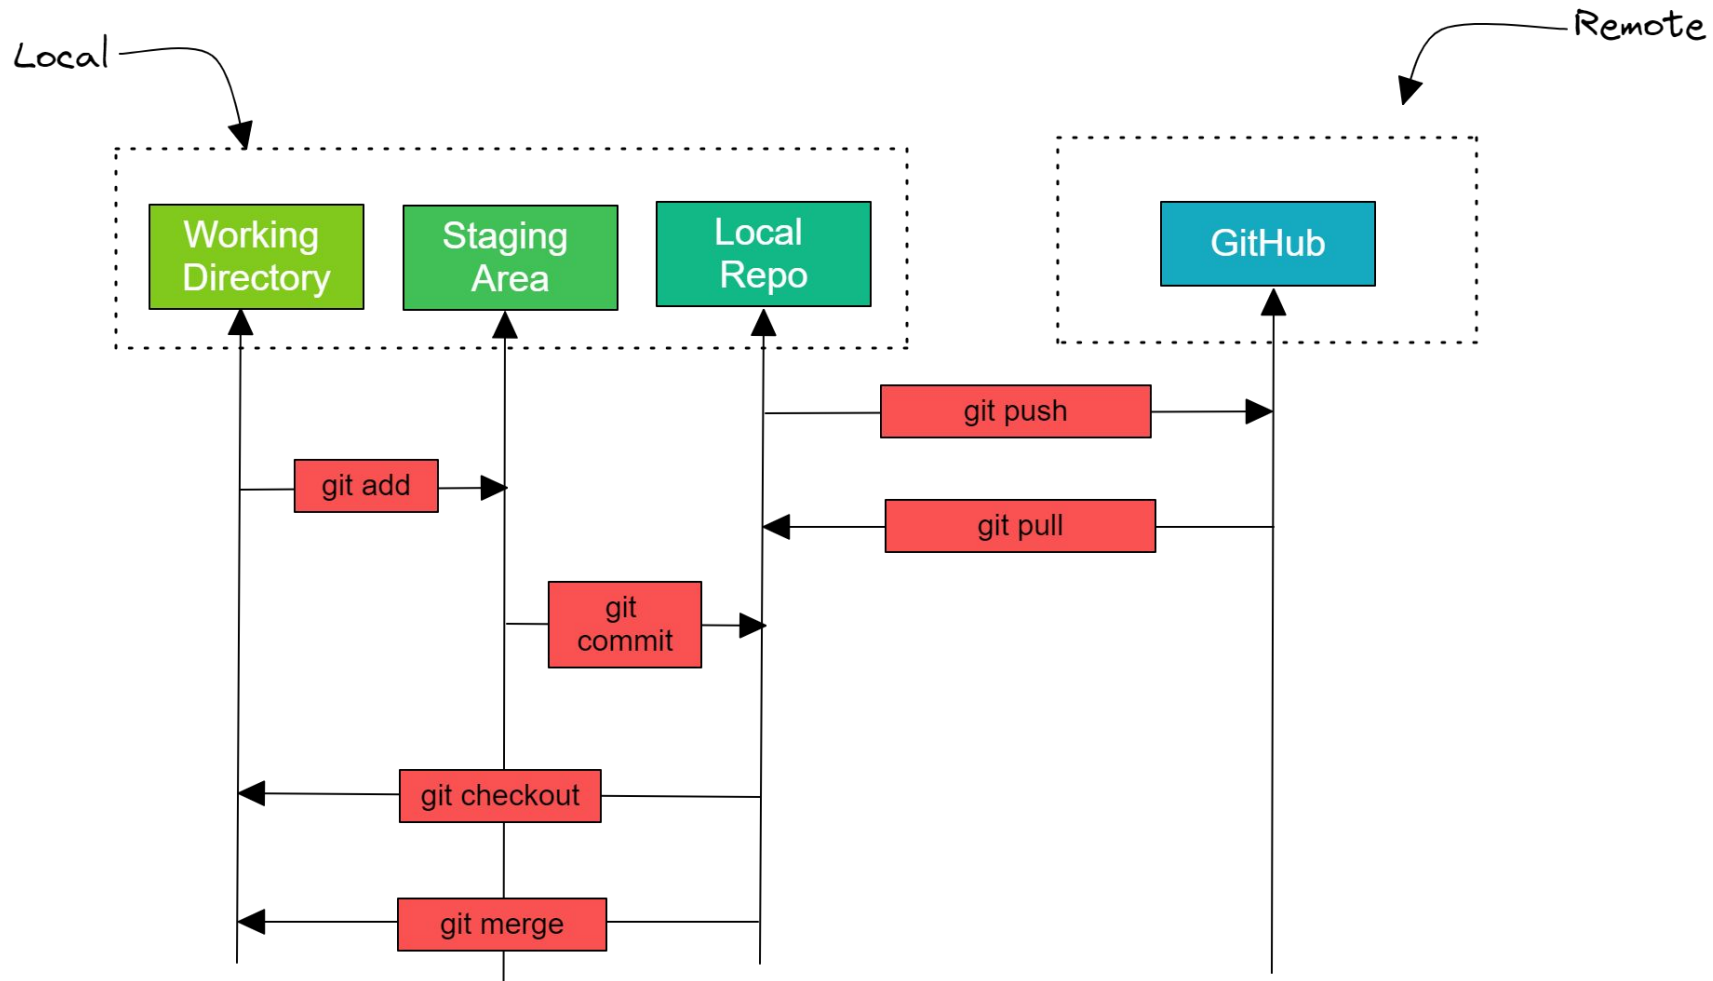 Local
Remote
Working
Directory
Staging
Area
Local
Repo
GitHub
git push
git add
git pull
git
commit
git checkout
git merge